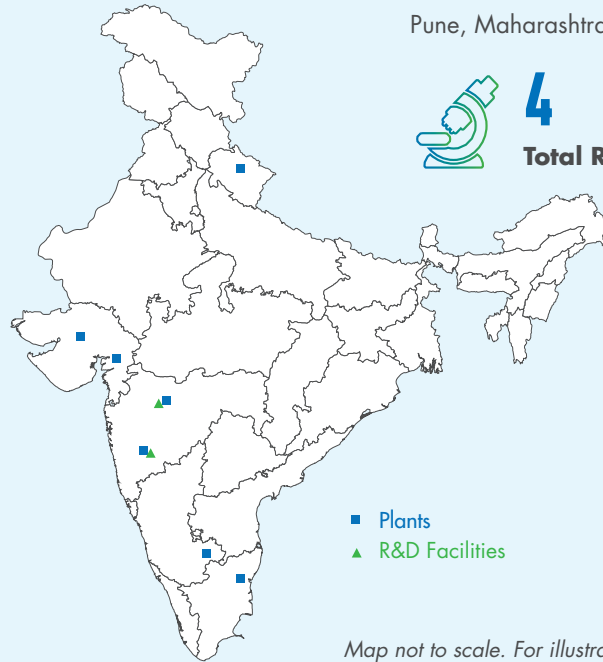 Pune, Maharashtra
4
Total R
Plants
R&D Facilities
Map not to scale. For illustra